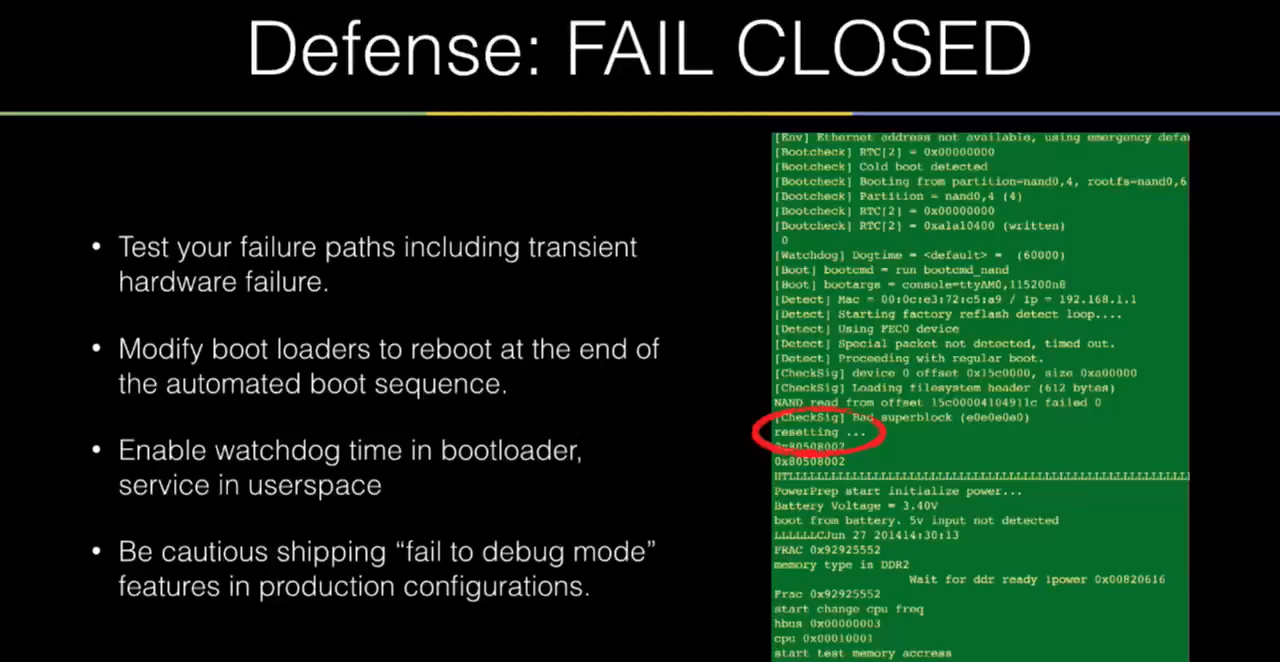 Defense: FAIL CLOSED
• Test your failure paths including transient
hardware failure.
• Modify boot loaders to reboot at the end of
the automated boot sequence.
• Enable watchdog time in bootloader,
service in userspace
• Be cautious shipping “fail to debug mode”
features in production configurations.
[Env] Ethernet address not available, using emergency defa
[Bootcheck] RTC[2] = 0x00000000
[Bootcheck] Cold boot detected
[Bootcheck] Booting from partition=nand0,4, rootfs=nand0,6
[Bootcheck] Partition = nand0,4 (4)
[Bootcheck] RTC[2] = 0x00000000
[Bootcheck] RTC[2] = 0xa1a10400 (written)
0
[Watchdog] Dogtime = <default> = (60000)
[Boot] bootcmd = run bootcmd_nand
[Boot] bootargs = console=ttyAM0,115200n8
[Detect] Mac = 00:0c:e3:72:c5:a9 / Ip = 192.168.1.1
[Detect] Starting factory reflash detect loop....
[Detect] Using FEC0 device
[Detect] Special packet not detected, timed out.
[Detect] Proceeding with regular boot.
[CheckSig] device 0 offset 0x15c0000, size 0xa00000
[CheckSig] Loading filesystem header (612 bytes)
NAND read from offset 15c00004104911c failed 0
[CheckSig] Bad superblock (e0e0e0e0)
resetting ...
0x80508002
0x80508002
PowerPrep start initialize power...
Battery Voltage = 3.40V
boot from battery. 5v input not detected
LLLLLLCJun 27 201414:30:13
FRAC 0x92925552
memory type is DDR2
Wait for ddr ready 1power 0x00820616
Frac 0x92925552
start change cpu freq
hbus 0x00000003
cpu 0x00010001
start test memory accress